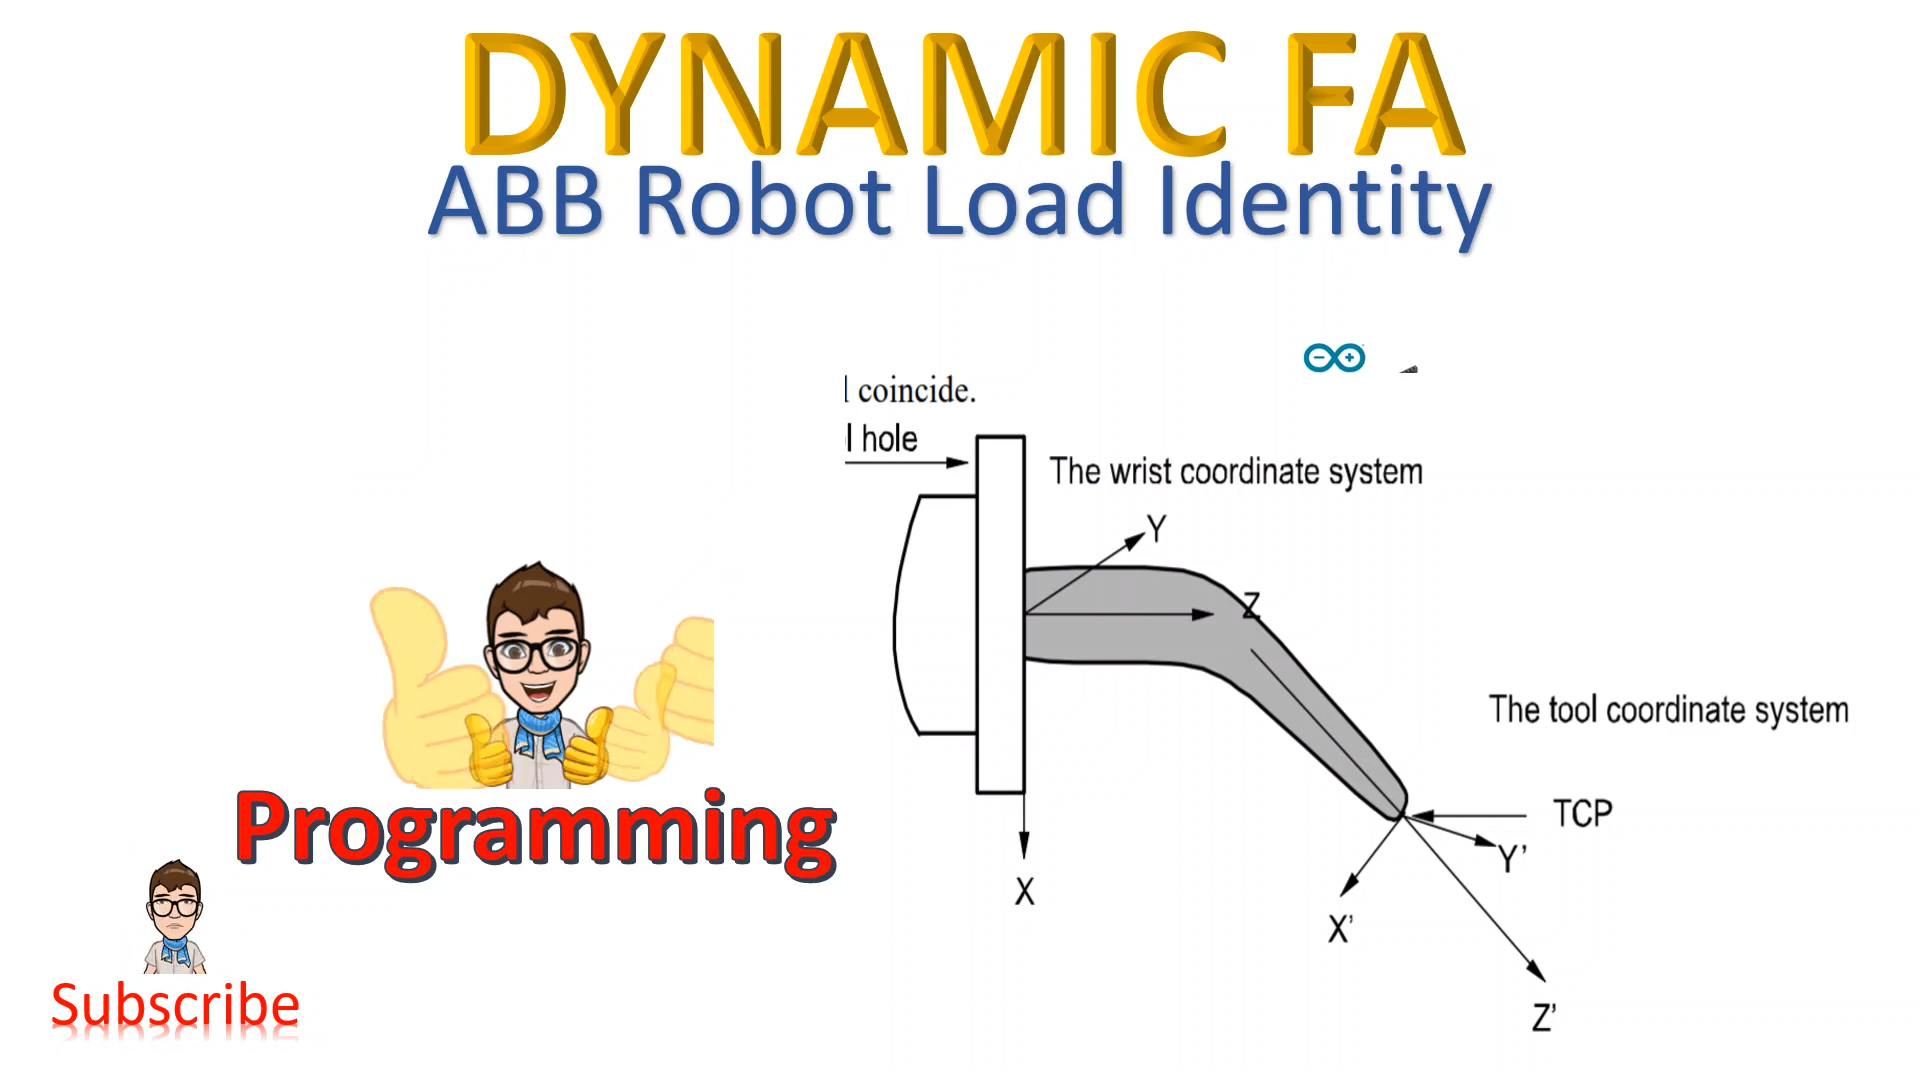 DYNAMIC FA
ABB Robot Load Identity
coincide.
hole
The wrist coordinate system
Y
Z
The tool coordinate system
TCP
Y’
X
X’
Z’
Programming
Subscribe